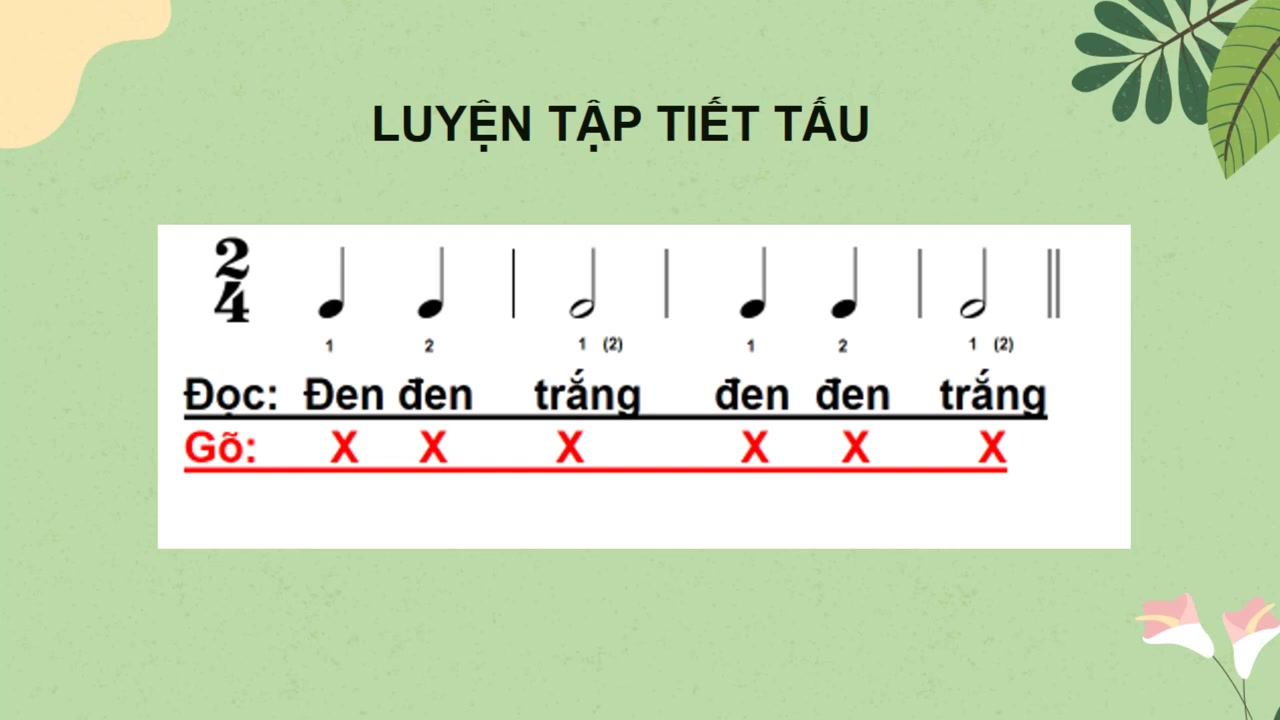 LUYỆN TẬP TIẾT TẤU
2
4
1 2 1 (2) 1 2 1 (2)
Đọc: Đen đen trắng đen đen trắng
Gõ: X X X X X X